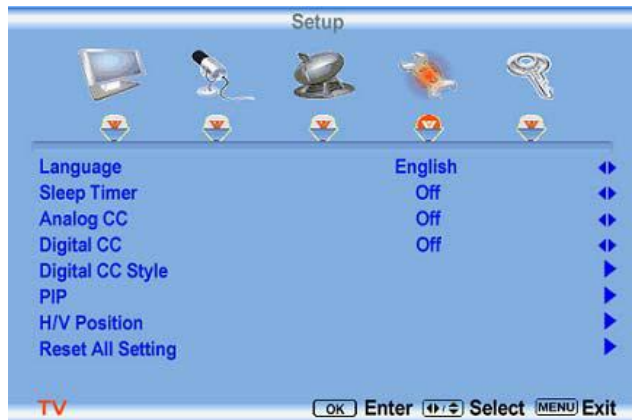 Setup
Language English
Sleep Timer Off
Analog CC Off
Digital CC Off
Digital CC Style
PIP
H/V Position
Reset All Setting
TV OK Enter Select MENU Exit